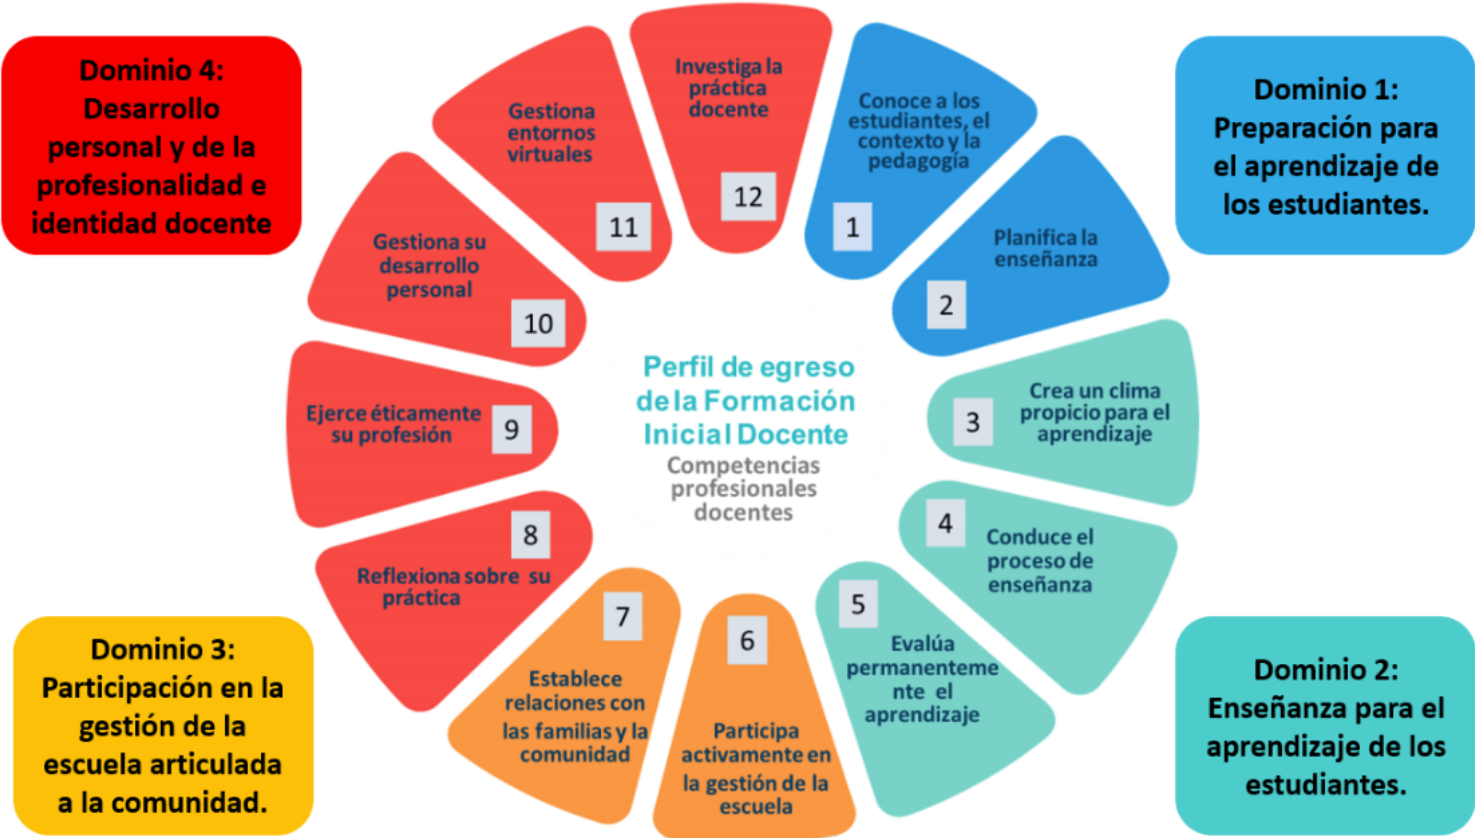 Dominio 4:
Desarrollo
personal y de la
profesionalidad e
identidad docente
Dominio 1:
Preparación para
el aprendizaje de
los estudiantes.
Investiga la
práctica
docente
12
Conoce a los
estudiantes, el
contexto y la
pedagogía
1
Planifica la
enseñanza
2
Crea un clima
propicio para el
aprendizaje
3
Conduce el
proceso de
enseñanza
4
Evalúa
permanenteme
nte el
aprendizaje
5
Participa
activamente en
la gestión de la
escuela
6
Establece
relaciones con
las familias y la
comunidad
7
Reflexiona sobre su
práctica
8
Ejerce éticamente
su profesión
9
Gestiona su
desarrollo
personal
10
Gestiona
entornos
virtuales
11
Perfil de egreso
de la Formación
Inicial Docente
Competencias
profesionales
docentes
Dominio 3:
Participación en la
gestión de la
escuela articulada
a la comunidad.
Dominio 2:
Enseñanza para el
aprendizaje de los
estudiantes.